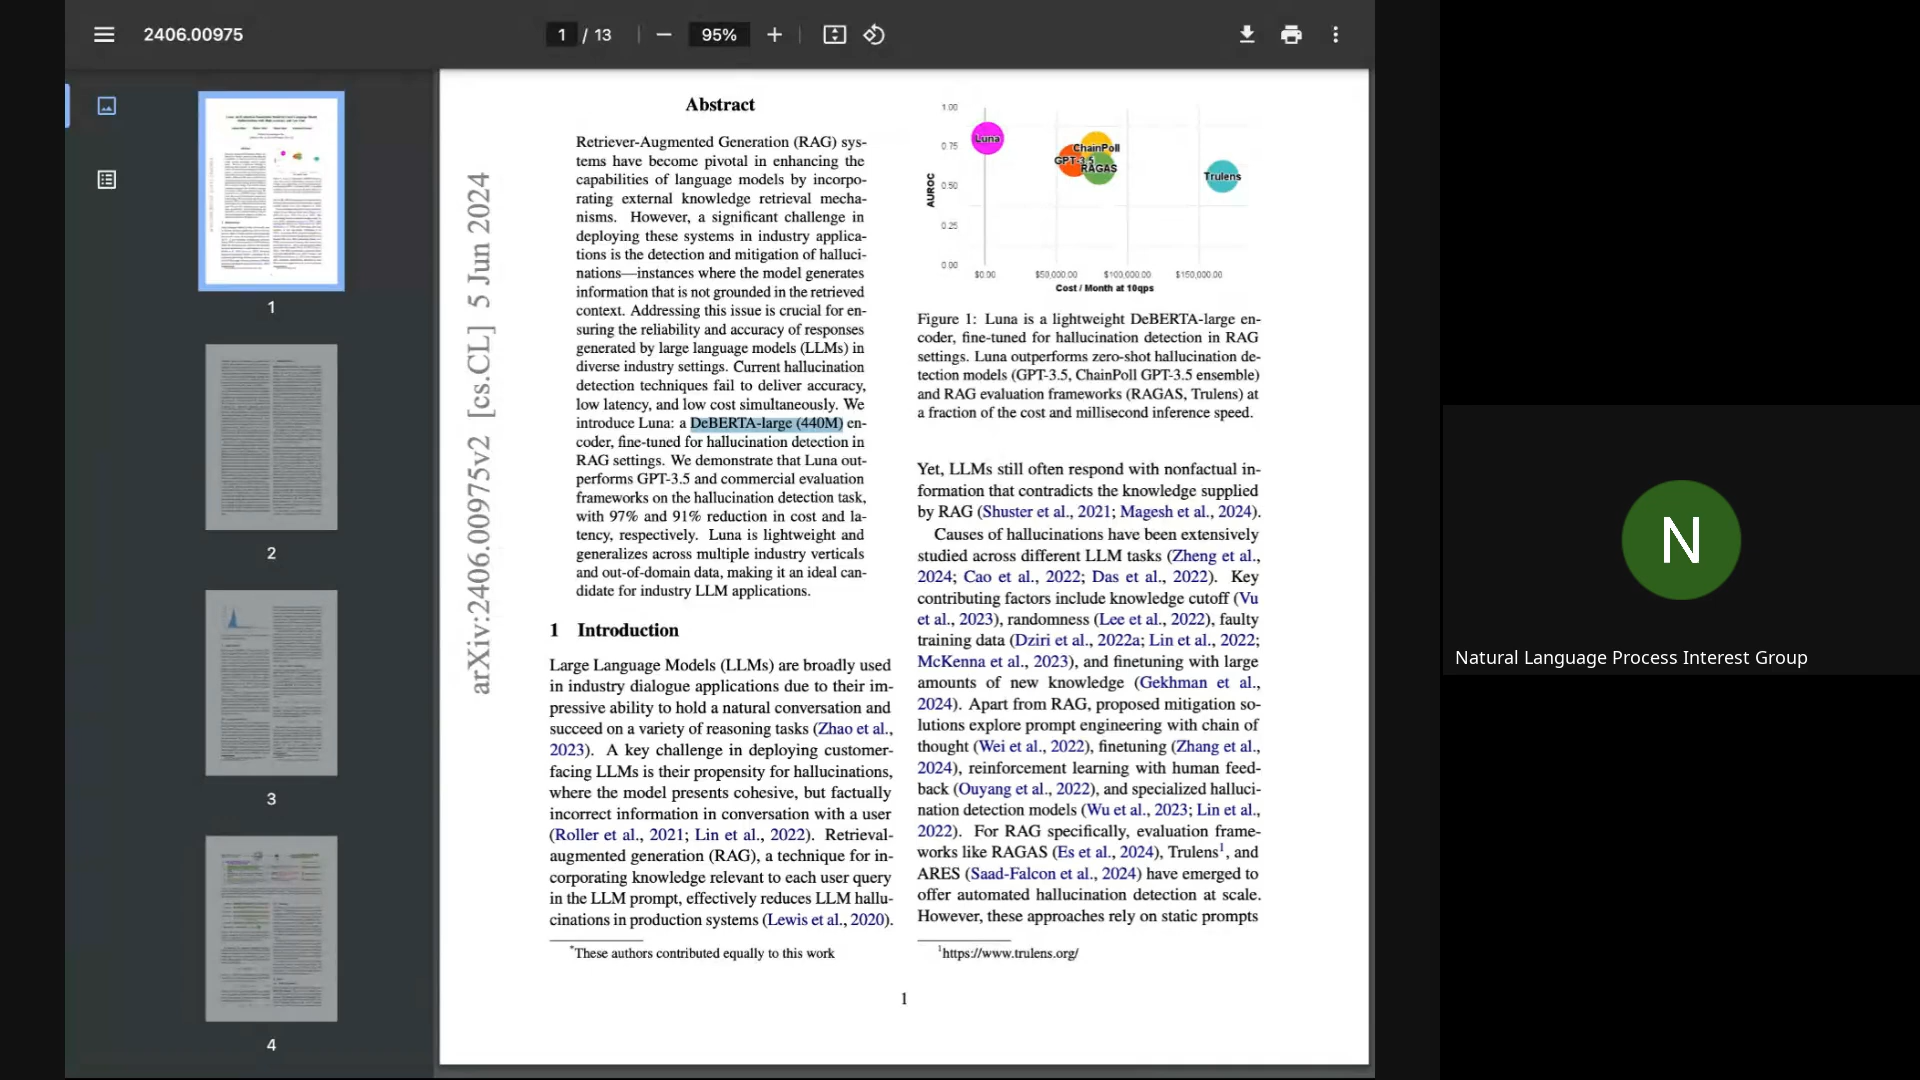 2406.00975
1 / 13
95%
1
2
3
4
arXiv:2406.00975v2 [cs.CL] 5 Jun 2024
Abstract
Retriever-Augmented Generation (RAG) sys-
tems have become pivotal in enhancing the
capabilities of language models by incorpo-
rating external knowledge retrieval mecha-
nisms. However, a significant challenge in
deploying these systems in industry applica-
tions is the detection and mitigation of halluci-
nations—instances where the model generates
information that is not grounded in the retrieved
context. Addressing this issue is crucial for en-
suring the reliability and accuracy of responses
generated by large language models (LLMs) in
diverse industry settings. Current hallucination
detection techniques fail to deliver accuracy,
low latency, and low cost simultaneously. We
introduce Luna: a DeBERTA-large (440M) en-
coder, fine-tuned for hallucination detection in
RAG settings. We demonstrate that Luna out-
performs GPT-3.5 and commercial evaluation
frameworks on the hallucination detection task,
with 97% and 91% reduction in cost and la-
tency, respectively. Luna is lightweight and
generalizes across multiple industry verticals
and out-of-domain data, making it an ideal can-
didate for industry LLM applications.
1 Introduction
Large Language Models (LLMs) are broadly used
in industry dialogue applications due to their im-
pressive ability to hold a natural conversation and
succeed on a variety of reasoning tasks (Zhao et al.,
2023). A key challenge in deploying customer-
facing LLMs is their propensity for hallucinations,
where the model presents cohesive, but factually
incorrect information in conversation with a user
(Roller et al., 2021; Lin et al., 2022). Retrieval-
augmented generation (RAG), a technique for in-
corporating knowledge relevant to each user query
in the LLM prompt, effectively reduces LLM hallu-
cinations in production systems (Lewis et al., 2020).
*These authors contributed equally to this work
1.00
0.75
0.50
0.25
0.00
AUROC
Luna
ChainPoll
GPT-3.5
RAGAS
Trulens
$0.00 $50,000.00 $100,000.00 $150,000.00
Cost / Month at 10qps
Figure 1: Luna is a lightweight DeBERTA-large en-
coder, fine-tuned for hallucination detection in RAG
settings. Luna outperforms zero-shot hallucination de-
tection models (GPT-3.5, ChainPoll GPT-3.5 ensemble)
and RAG evaluation frameworks (RAGAS, Trulens) at
a fraction of the cost and millisecond inference speed.
Yet, LLMs still often respond with nonfactual in-
formation that contradicts the knowledge supplied
by RAG (Shuster et al., 2021; Magesh et al., 2024).
Causes of hallucinations have been extensively
studied across different LLM tasks (Zheng et al.,
2024; Cao et al., 2022; Das et al., 2022). Key
contributing factors include knowledge cutoff (Vu
et al., 2023), randomness (Lee et al., 2022), faulty
training data (Dziri et al., 2022a; Lin et al., 2022;
McKenna et al., 2023), and finetuning with large
amounts of new knowledge (Gekhman et al.,
2024). Apart from RAG, proposed mitigation so-
lutions explore prompt engineering with chain of
thought (Wei et al., 2022), finetuning (Zhang et al.,
2024), reinforcement learning with human feed-
back (Ouyang et al., 2022), and specialized halluci-
nation detection models (Wu et al., 2023; Lin et al.,
2022). For RAG specifically, evaluation frame-
works like RAGAS (Es et al., 2024), Trulens1, and
ARES (Saad-Falcon et al., 2024) have emerged to
offer automated hallucination detection at scale.
However, these approaches rely on static prompts
1https://www.trulens.org/
1
N
Natural Language Process Interest Group